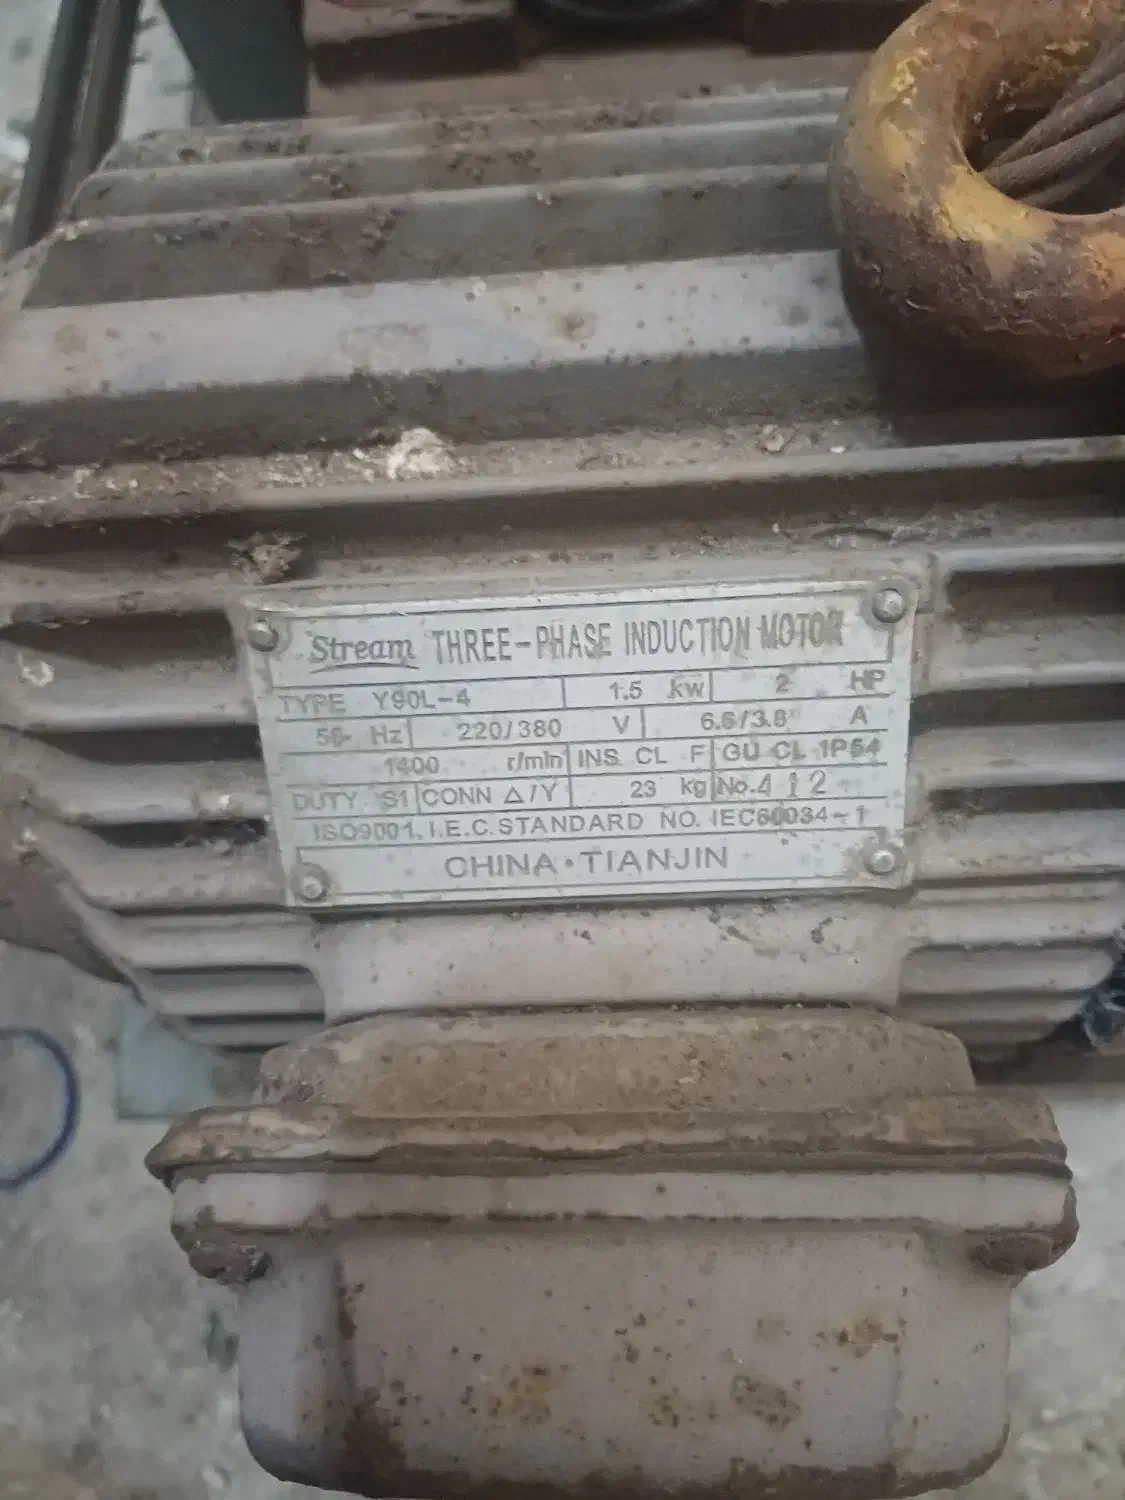 Stream THREE-PHASE INDUCTION MOTOR
TYPE Y90L-4 1.5 kw 2 HP
50 Hz 220/380 V 6.6/3.8 A
1400 r/min INS CL F GU CL 1P54
DUTY S1 CONN △/Y 23 kg No.412
ISO9001. I.E.C.STANDARD NO. IEC60034-1
CHINA·TIANJIN